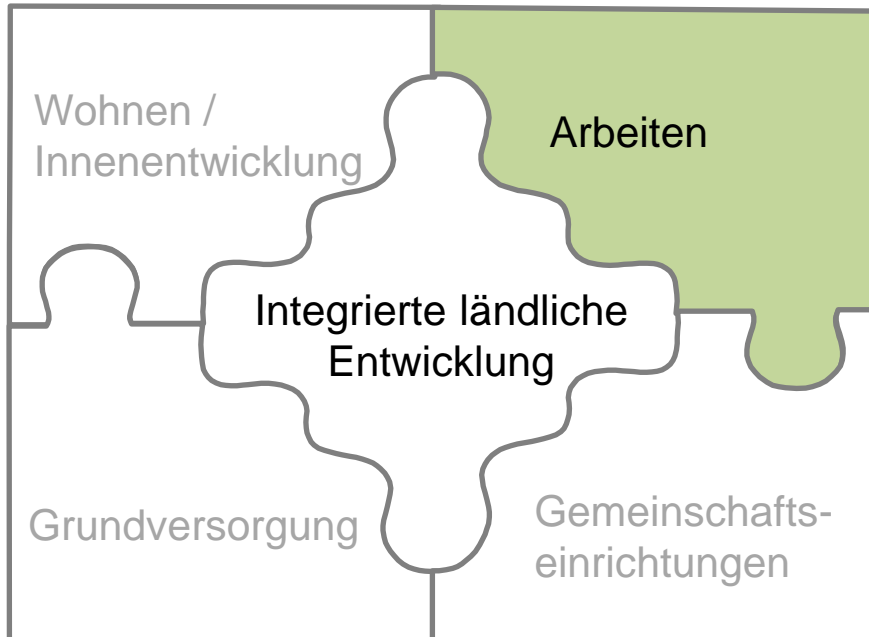 Wohnen /
Innenentwicklung
Arbeiten
Integrierte ländliche
Entwicklung
Grundversorgung
Gemeinschafts-
einrichtungen